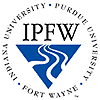 INDIANA UNIVERSITY • PURDUE UNIVERSITY •
IPFW
FORT WAYNE